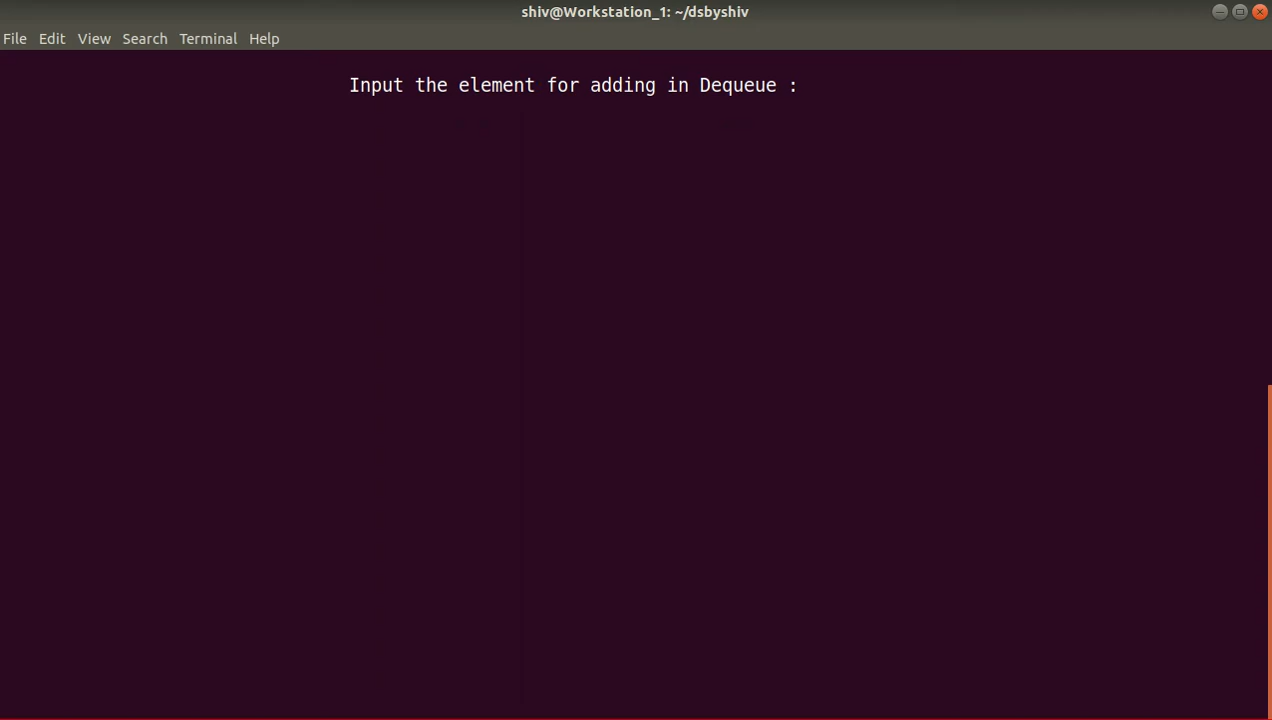 shiv@Workstation_1: ~/dsbyshiv
File Edit View Search Terminal Help
Input the element for adding in Dequeue :